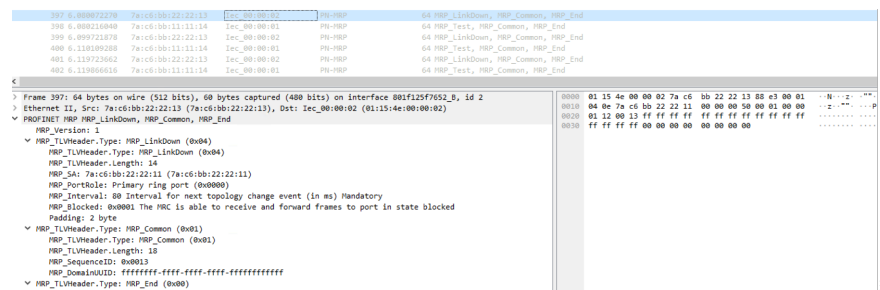 397 6.080072270 7a:c6:bb:22:22:13 Iec_00:00:02 PN-MRP 64 MRP_LinkDown, MRP_Common, MRP_End
398 6.080216040 7a:c6:bb:11:11:14 Iec_00:00:01 PN-MRP 64 MRP_Test, MRP_Common, MRP_End
399 6.099721878 7a:c6:bb:22:22:13 Iec_00:00:02 PN-MRP 64 MRP_LinkDown, MRP_Common, MRP_End
400 6.110109288 7a:c6:bb:11:11:14 Iec_00:00:01 PN-MRP 64 MRP_Test, MRP_Common, MRP_End
401 6.119723662 7a:c6:bb:22:22:13 Iec_00:00:02 PN-MRP 64 MRP_LinkDown, MRP_Common, MRP_End
402 6.119866616 7a:c6:bb:11:11:14 Iec_00:00:01 PN-MRP 64 MRP_Test, MRP_Common, MRP_End
Frame 397: 64 bytes on wire (512 bits), 60 bytes captured (480 bits) on interface 801f125f7652_B, id 2
Ethernet II, Src: 7a:c6:bb:22:22:13 (7a:c6:bb:22:22:13), Dst: Iec_00:00:02 (01:15:4e:00:00:02)
PROFINET MRP MRP_LinkDown, MRP_Common, MRP_End
MRP_Version: 1
MRP_TLVHeader.Type: MRP_LinkDown (0x04)
MRP_TLVHeader.Type: MRP_LinkDown (0x04)
MRP_TLVHeader.Length: 14
MRP_SA: 7a:c6:bb:22:22:11 (7a:c6:bb:22:22:11)
MRP_PortRole: Primary ring port (0x0000)
MRP_Interval: 80 Interval for next topology change event (in ms) Mandatory
MRP_Blocked: 0x0001 The MRC is able to receive and forward frames to port in state blocked
Padding: 2 byte
MRP_TLVHeader.Type: MRP_Common (0x01)
MRP_TLVHeader.Type: MRP_Common (0x01)
MRP_TLVHeader.Length: 18
MRP_SequenceID: 0x0013
MRP_DomainUUID: ffffffff-ffff-ffff-ffff-ffffffffffff
MRP_TLVHeader.Type: MRP_End (0x00)
0000 01 15 4e 00 00 02 7a c6 bb 22 22 13 88 e3 00 01 ··N···z· ·""·····
0010 04 0e 7a c6 bb 22 22 11 00 00 00 50 00 01 00 00 ··z··""· ···P····
0020 01 12 00 13 ff ff ff ff ff ff ff ff ff ff ff ff ········ ········
0030 ff ff ff ff 00 00 00 00 00 00 00 00 ········ ····